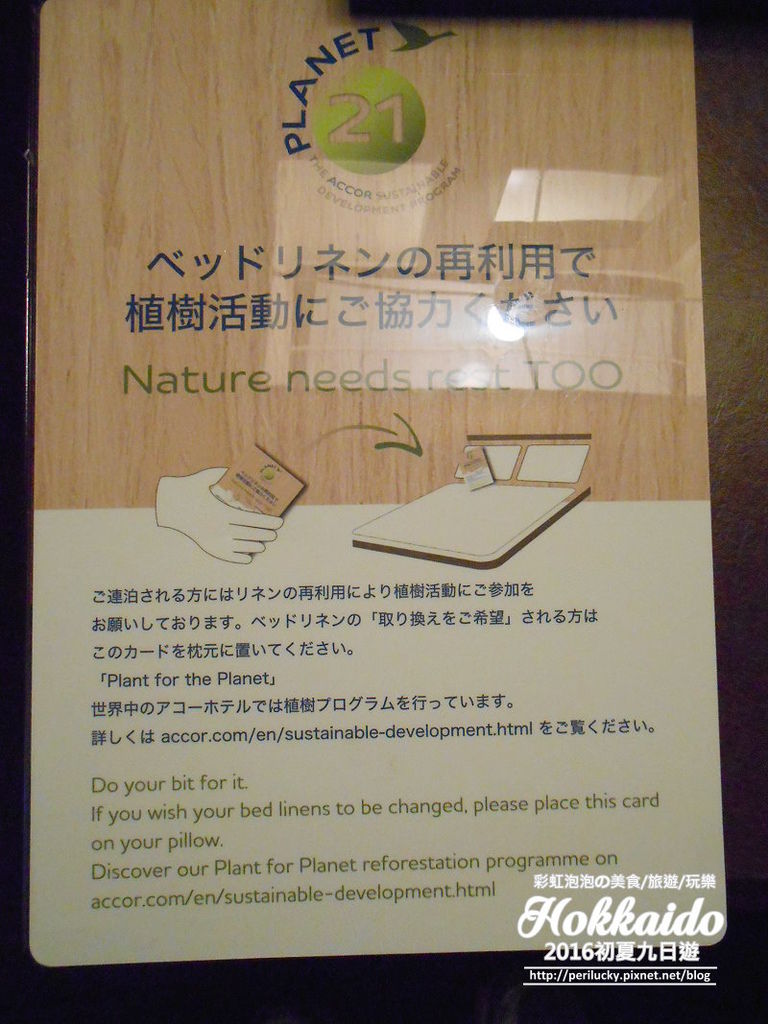 PLANET
21
THE ACCOR SUSTAINABLE
DEVELOPMENT PROGRAM
ベッドリネンの再利用で
植樹活動にご協力ください
Nature needs rest TOO
ご連泊される方にはリネンの再利用により植樹活動にご参加を
お願いしております。ベッドリネンの「取り換えをご希望」される方は
このカードを枕元に置いてください。
「Plant for the Planet」
世界中のアコーホテルでは植樹プログラムを行っています。
詳しくは accor.com/en/sustainable-development.html をご覧ください。
Do your bit for it.
If you wish your bed linens to be changed, please place this card
on your pillow.
Discover our Plant for Planet reforestation programme on
accor.com/en/sustainable-development.html
彩虹泡泡の美食/旅遊/玩樂
Hokkaido
2016初夏九日遊
http://perilucky.pixnet.net/blog